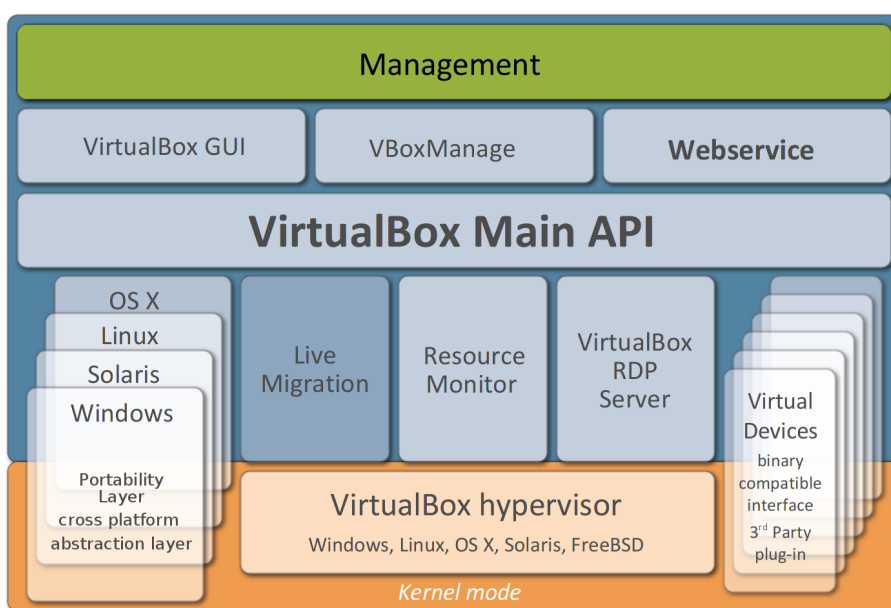 Management
VirtualBox GUI
VBoxManage
Webservice
VirtualBox Main API
OS X
Linux
Solaris
Windows
Portability
Layer
cross platform
abstraction layer
Live
Migration
Resource
Monitor
VirtualBox
RDP
Server
Virtual
Devices
binary
compatible
interface
3rd Party
plug-in
VirtualBox hypervisor
Windows, Linux, OS X, Solaris, FreeBSD
Kernel mode